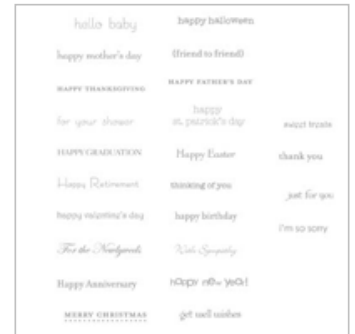 hello baby
happy halloween
happy mother's day
(friend to friend)
HAPPY THANKSGIVING
HAPPY FATHER'S DAY
for your shower
happy
st. patrick's day
sweet treats
HAPPY GRADUATION
Happy Easter
thank you
Happy Retirement
thinking of you
just for you
happy valentine's day
happy birthday
I'm so sorry
For the Newlyweds
With Sympathy
Happy Anniversary
happy new year!
MERRY CHRISTMAS
get well wishes